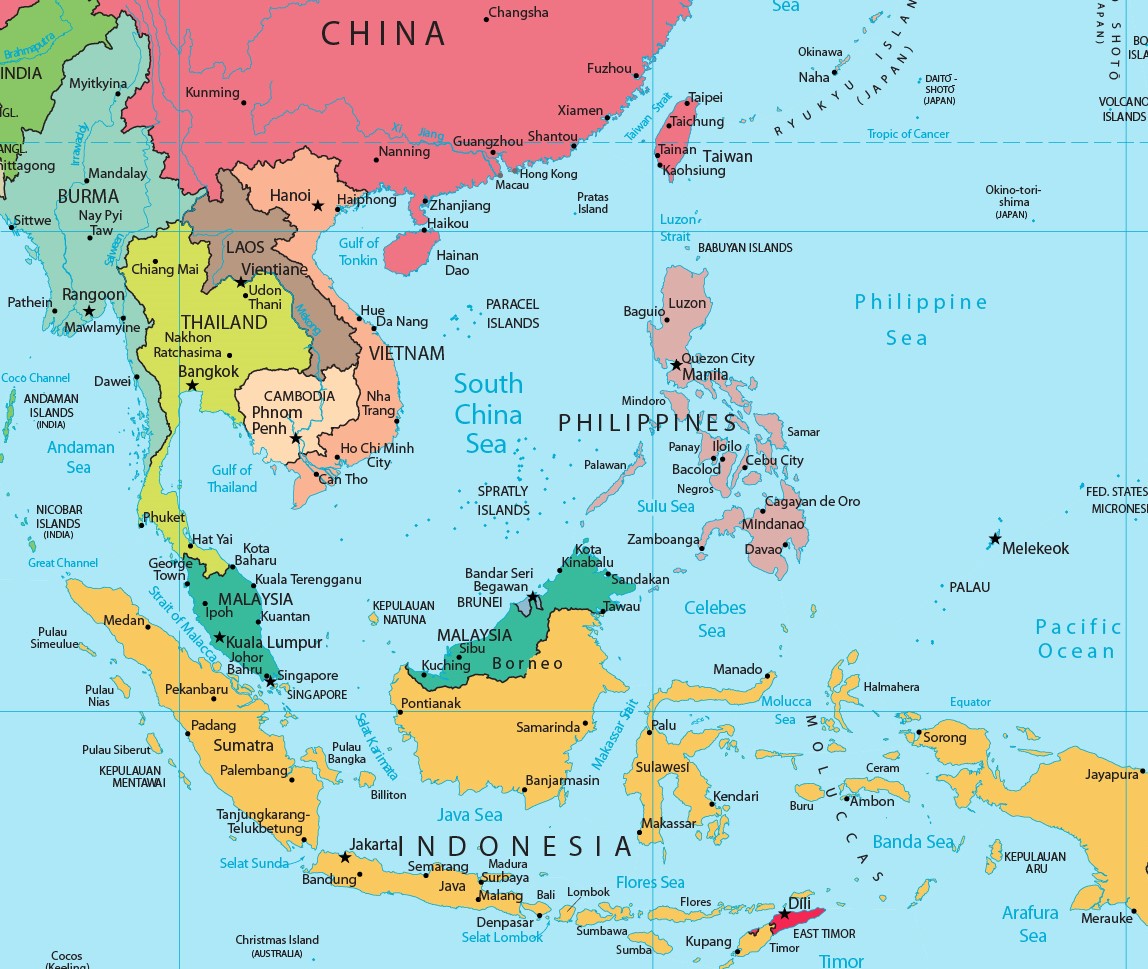 Sea
CHINA
Changsha
Brahmaputra
INDIA
Myitkyina
Kunming
Fuzhou
Okinawa
Naha
RYUKYU ISLAN
(JAPAN)
DAITŌ -
SHOTŌ
(JAPAN)
JAPAN)
O SHOTŌ
BO
ISLA
VOLCANO
ISLANDS
GL.
Irrawaddy
Xi Jiang
Xiamen
Taiwan Strait
Taipei
Taichung
Tropic of Cancer
ANGL.
hittagong
Mandalay
Nanning
Guangzhou
Shantou
Tainan
Taiwan
Kaohsiung
Hong Kong
Macau
BURMA
Hanoi
Haiphong
Zhanjiang
Pratas
Island
Okino-tori-
shima
(JAPAN)
Sittwe
Nay Pyi
Taw
Salween
Haikou
Luzon
Strait
BABUYAN ISLANDS
LAOS
Gulf of
Tonkin
Hainan
Dao
Chiang Mai
Vientiane
Udon
Thani
Pathein
Rangoon
Mawlamyine
THAILAND
Mekong
Hue
Da Nang
PARACEL
ISLANDS
Baguio
Luzon
Philippine
Sea
Nakhon
Ratchasima
VIETNAM
Quezon City
Manila
Coco Channel
Dawei
Bangkok
CAMBODIA
Phnom
Penh
Nha
Trang
South
China
Sea
Mindoro
ANDAMAN
ISLANDS
(INDIA)
PHILIPPINES
Samar
Andaman
Sea
Gulf of
Thailand
Ho Chi Minh
City
Can Tho
Palawan
Panay
Iloilo
Bacolod
Cebu City
Negros
SPRATLY
ISLANDS
Sulu Sea
Cagayan de Oro
Mindanao
FED. STATES
MICRONES
NICOBAR
ISLANDS
(INDIA)
Phuket
Zamboanga
Davao
Melekeok
Great Channel
Hat Yai
Kota
Baharu
George
Town
Kuala Terengganu
Kota
Kinabalu
Bandar Seri
Begawan
BRUNEI
Sandakan
PALAU
Strait of Malacca
MALAYSIA
Ipoh
Kuantan
KEPULAUAN
NATUNA
Tawau
Celebes
Sea
Medan
Pulau
Simeulue
Kuala Lumpur
MALAYSIA
Sibu
Borneo
Pacific
Ocean
Johor
Bahru
Singapore
SINGAPORE
Kuching
Manado
Pulau
Nias
Pekanbaru
Pontianak
Halmahera
Molucca
Sea
Equator
Padang
Selat Karimata
Samarinda
Makassar Strait
Palu
MOLUCCAS
Sorong
Pulau Siberut
Sumatra
KEPULAUAN
MENTAWAI
Palembang
Pulau
Bangka
Billiton
Banjarmasin
Sulawesi
Kendari
Ceram
Buru
Ambon
Jayapura
Tanjungkarang-
Telukbetung
Java Sea
Makassar
Jakarta
INDONESIA
Banda Sea
Selat Sunda
Bandung
Semarang
Madura
Surbaya
Java
Malang
Bali
Lombok
Flores Sea
KEPULAUAN
ARU
Denpasar
Selat Lombok
Sumbawa
Flores
Dili
EAST TIMOR
Arafura
Sea
Merauke
Christmas Island
(AUSTRALIA)
Sumba
Kupang
Timor
Timor
Cocos
(Keeling)